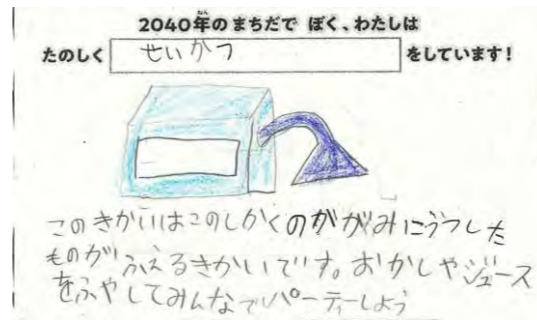 2040年のまちだで ぼく、わたしは
たのしく せいかつ をしています!
このきかいはこのしかくのかがみにうつした
ものがふえるきかいです。おかしやジュース
をふやしてみんなでパーティーしよう